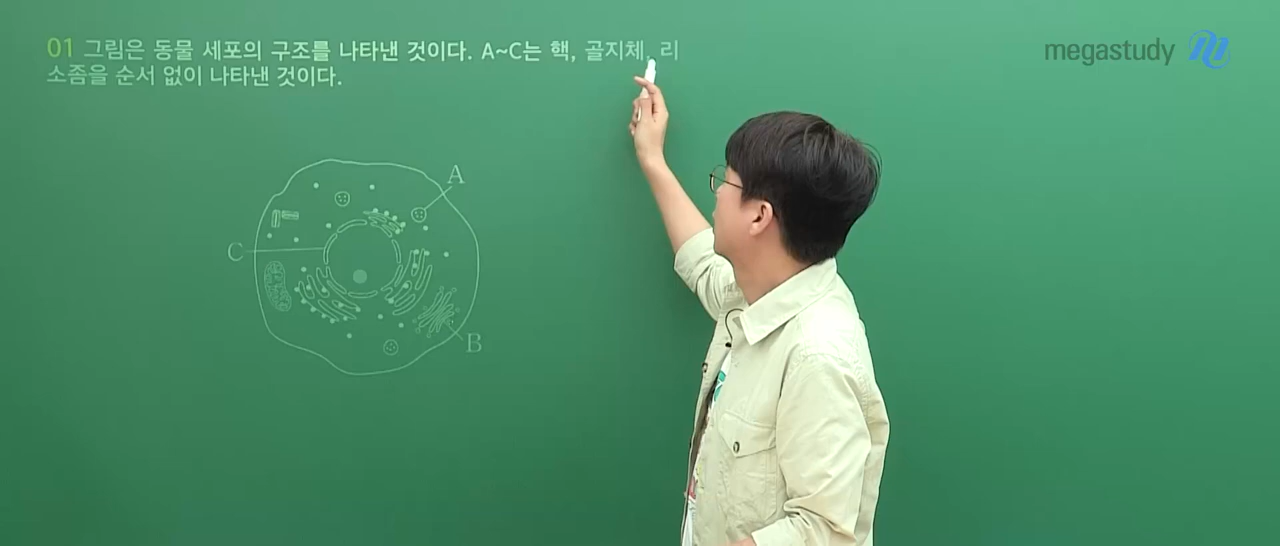 01 그림은 동물 세포의 구조를 나타낸 것이다. A~C는 핵, 골지체, 리
소좀을 순서 없이 나타낸 것이다.
megastudy
A
C
B